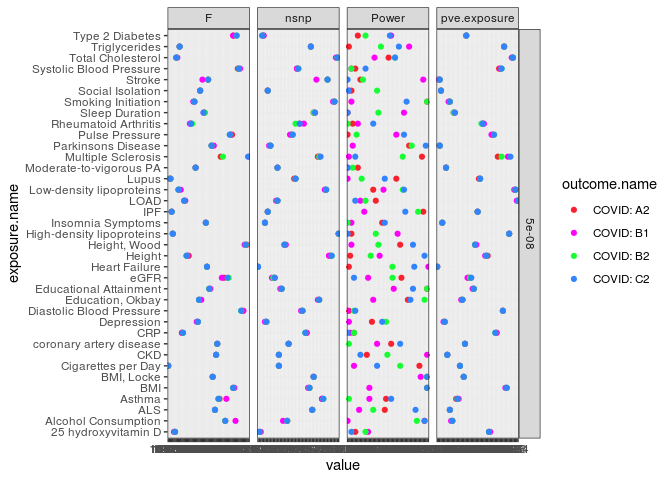 F nsnp Power pve.exposure
exposure.name
Type 2 Diabetes
Triglycerides
Total Cholesterol
Systolic Blood Pressure
Stroke
Social Isolation
Smoking Initiation
Sleep Duration
Rheumatoid Arthritis
Pulse Pressure
Parkinsons Disease
Multiple Sclerosis
Moderate-to-vigorous PA
Lupus
Low-density lipoproteins
LOAD
IPF
Insomnia Symptoms
High-density lipoproteins
Height, Wood
Height
Heart Failure
eGFR
Educational Attainment
Education, Okbay
Diastolic Blood Pressure
Depression
CRP
coronary artery disease
CKD
Cigarettes per Day
BMI, Locke
BMI
Asthma
ALS
Alcohol Consumption
25 hydroxyvitamin D
value
5e-08
outcome.name
COVID: A2
COVID: B1
COVID: B2
COVID: C2